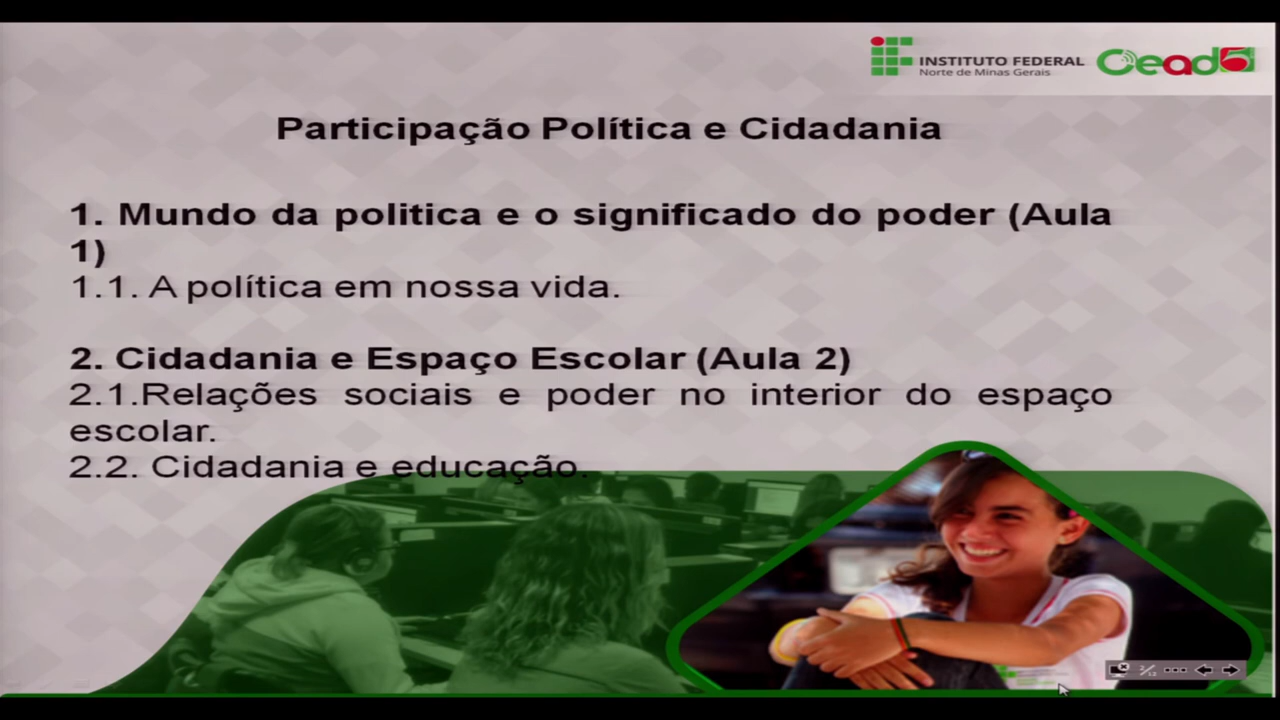 INSTITUTO FEDERAL
Norte de Minas Gerais
Cead
Participação Política e Cidadania
1. Mundo da politica e o significado do poder (Aula
1)
1.1. A política em nossa vida.
2. Cidadania e Espaço Escolar (Aula 2)
2.1.Relações sociais e poder no interior do espaço
escolar.
2.2. Cidadania e educação.